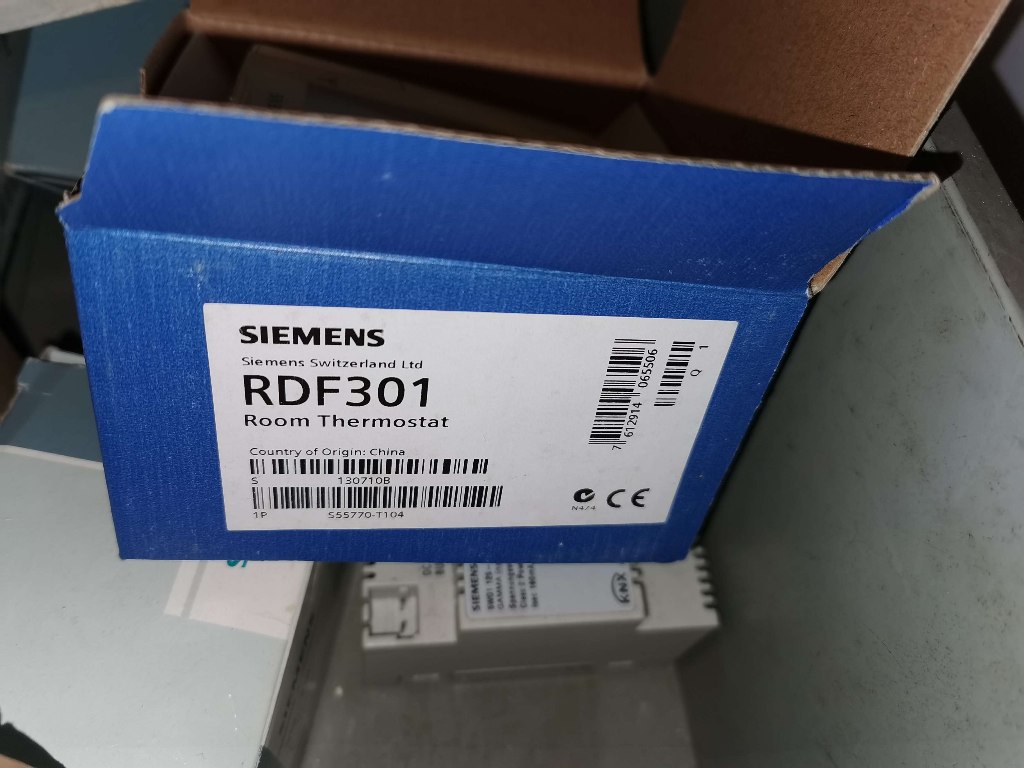 SIEMENS
Siemens Switzerland Ltd
RDF301
Room Thermostat
Country of Origin: China
S 130710B
1P S55770-T104
7 612914 065506
Q 1
N474
CE
SIEMENS
KNX